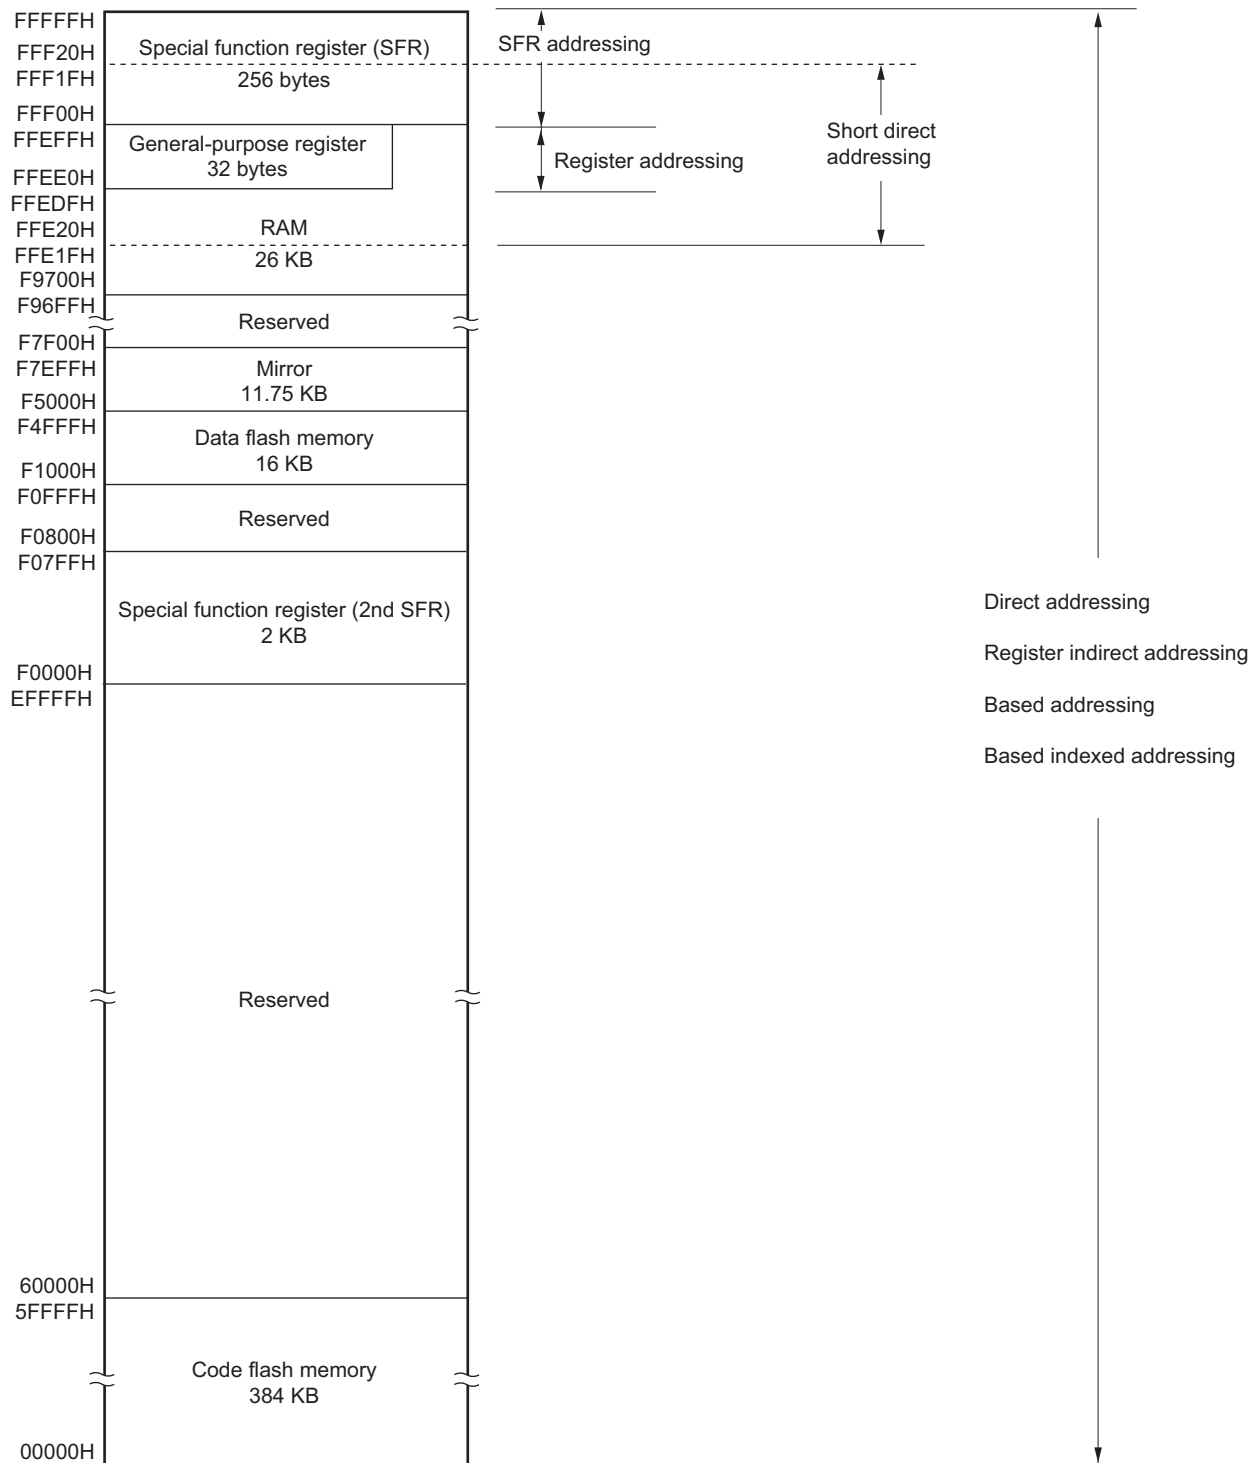 FFFFFH
SFR addressing
Special function register (SFR)
FFF20H
FFF1FH
256 bytes
FFF00H
FFEFFH
General-purpose register
32 bytes
Register addressing
Short direct
addressing
FFEE0H
FFEDFH
FFE20H
RAM
FFE1FH
26 KB
F9700H
F96FFH
Reserved
F7F00H
F7EFFH
Mirror
11.75 KB
F5000H
F4FFFH
Data flash memory
16 KB
F1000H
F0FFFH
Reserved
F0800H
F07FFH
Special function register (2nd SFR)
2 KB
F0000H
EFFFFH
Direct addressing
Register indirect addressing
Based addressing
Based indexed addressing
Reserved
60000H
5FFFFH
Code flash memory
384 KB
00000H